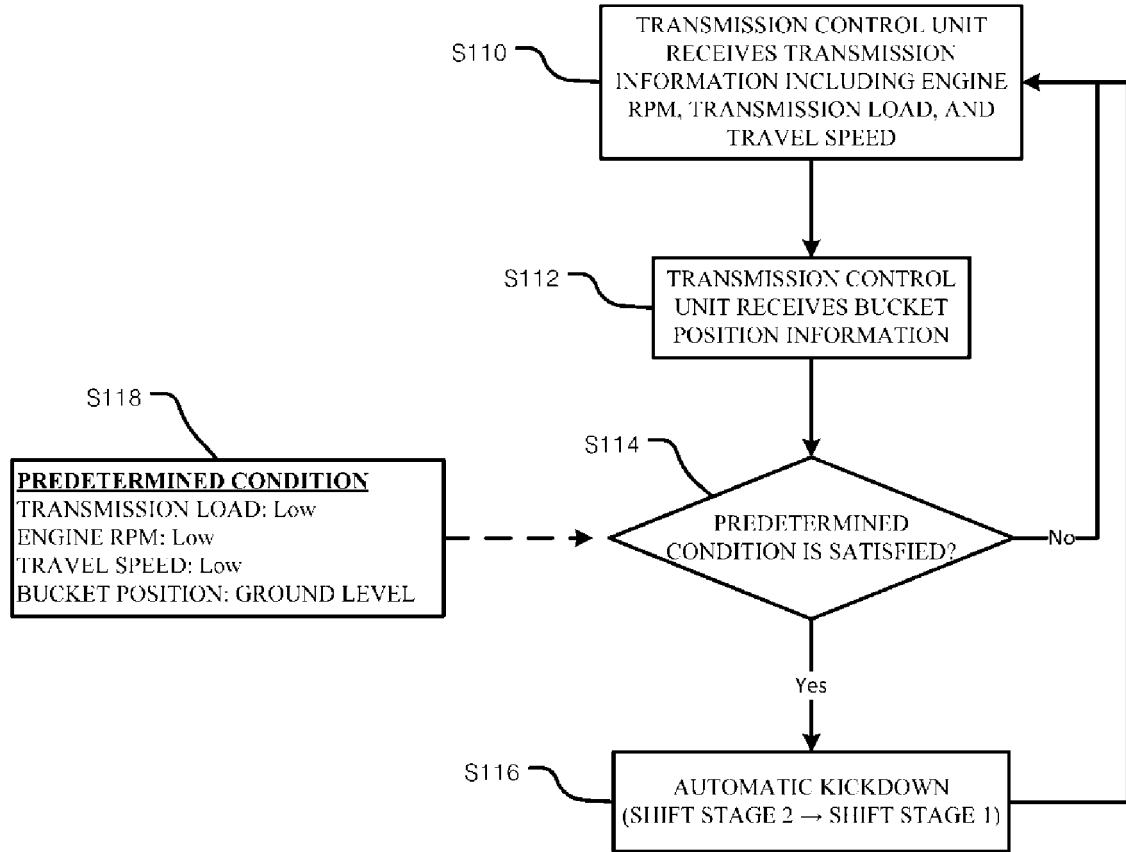 S110
TRANSMISSION CONTROL UNIT
RECEIVES TRANSMISSION
INFORMATION INCLUDING ENGINE
RPM, TRANSMISSION LOAD, AND
TRAVEL SPEED
S112
TRANSMISSION CONTROL
UNIT RECEIVES BUCKET
POSITION INFORMATION
S118
PREDETERMINED CONDITION
TRANSMISSION LOAD: Low
ENGINE RPM: Low
TRAVEL SPEED: Low
BUCKET POSITION: GROUND LEVEL
S114
PREDETERMINED
CONDITION IS SATISFIED?
No
Yes
S116
AUTOMATIC KICKDOWN
(SHIFT STAGE 2 → SHIFT STAGE 1)